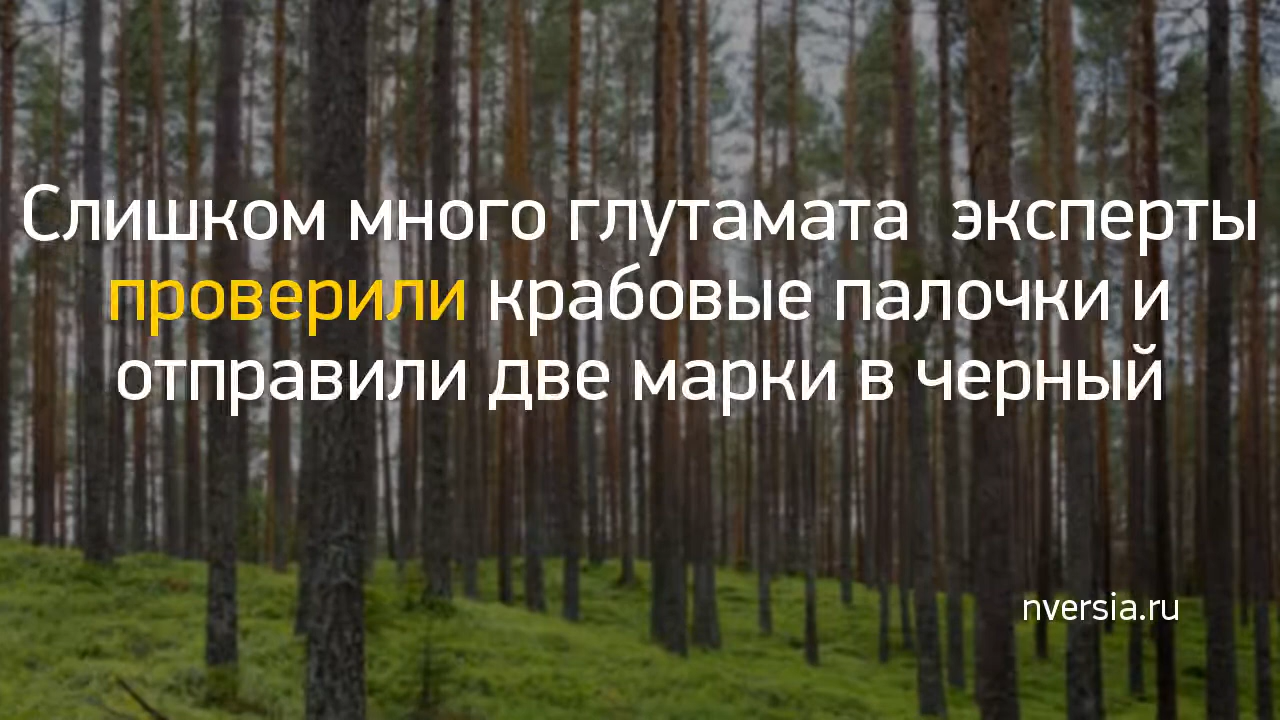 Слишком много глутамата  эксперты
проверили крабовые палочки и
отправили две марки в черный
nversia.ru